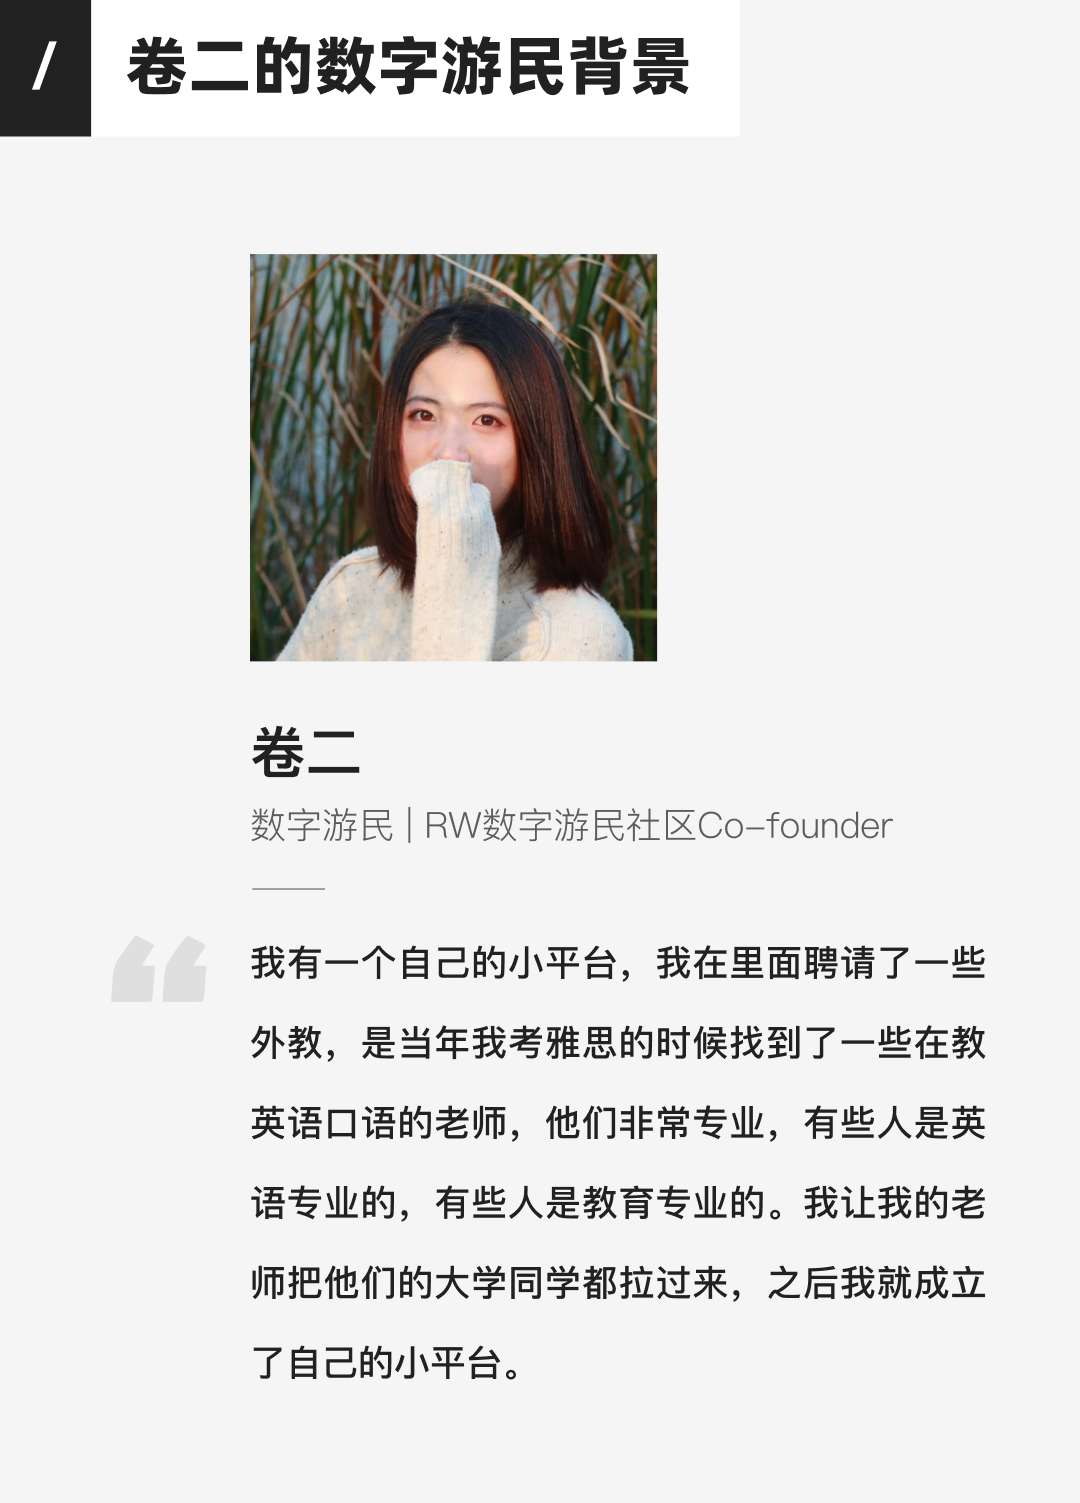 /
卷二的数字游民背景
卷二
数字游民 | RW数字游民社区Co–founder
“
我有一个自己的小平台，我在里面聘请了一些
外教，是当年我考雅思的时候找到了一些在教
英语口语的老师，他们非常专业，有些人是英
语专业的，有些人是教育专业的。我让我的老
师把他们的大学同学都拉过来，之后我就成立
了自己的小平台。